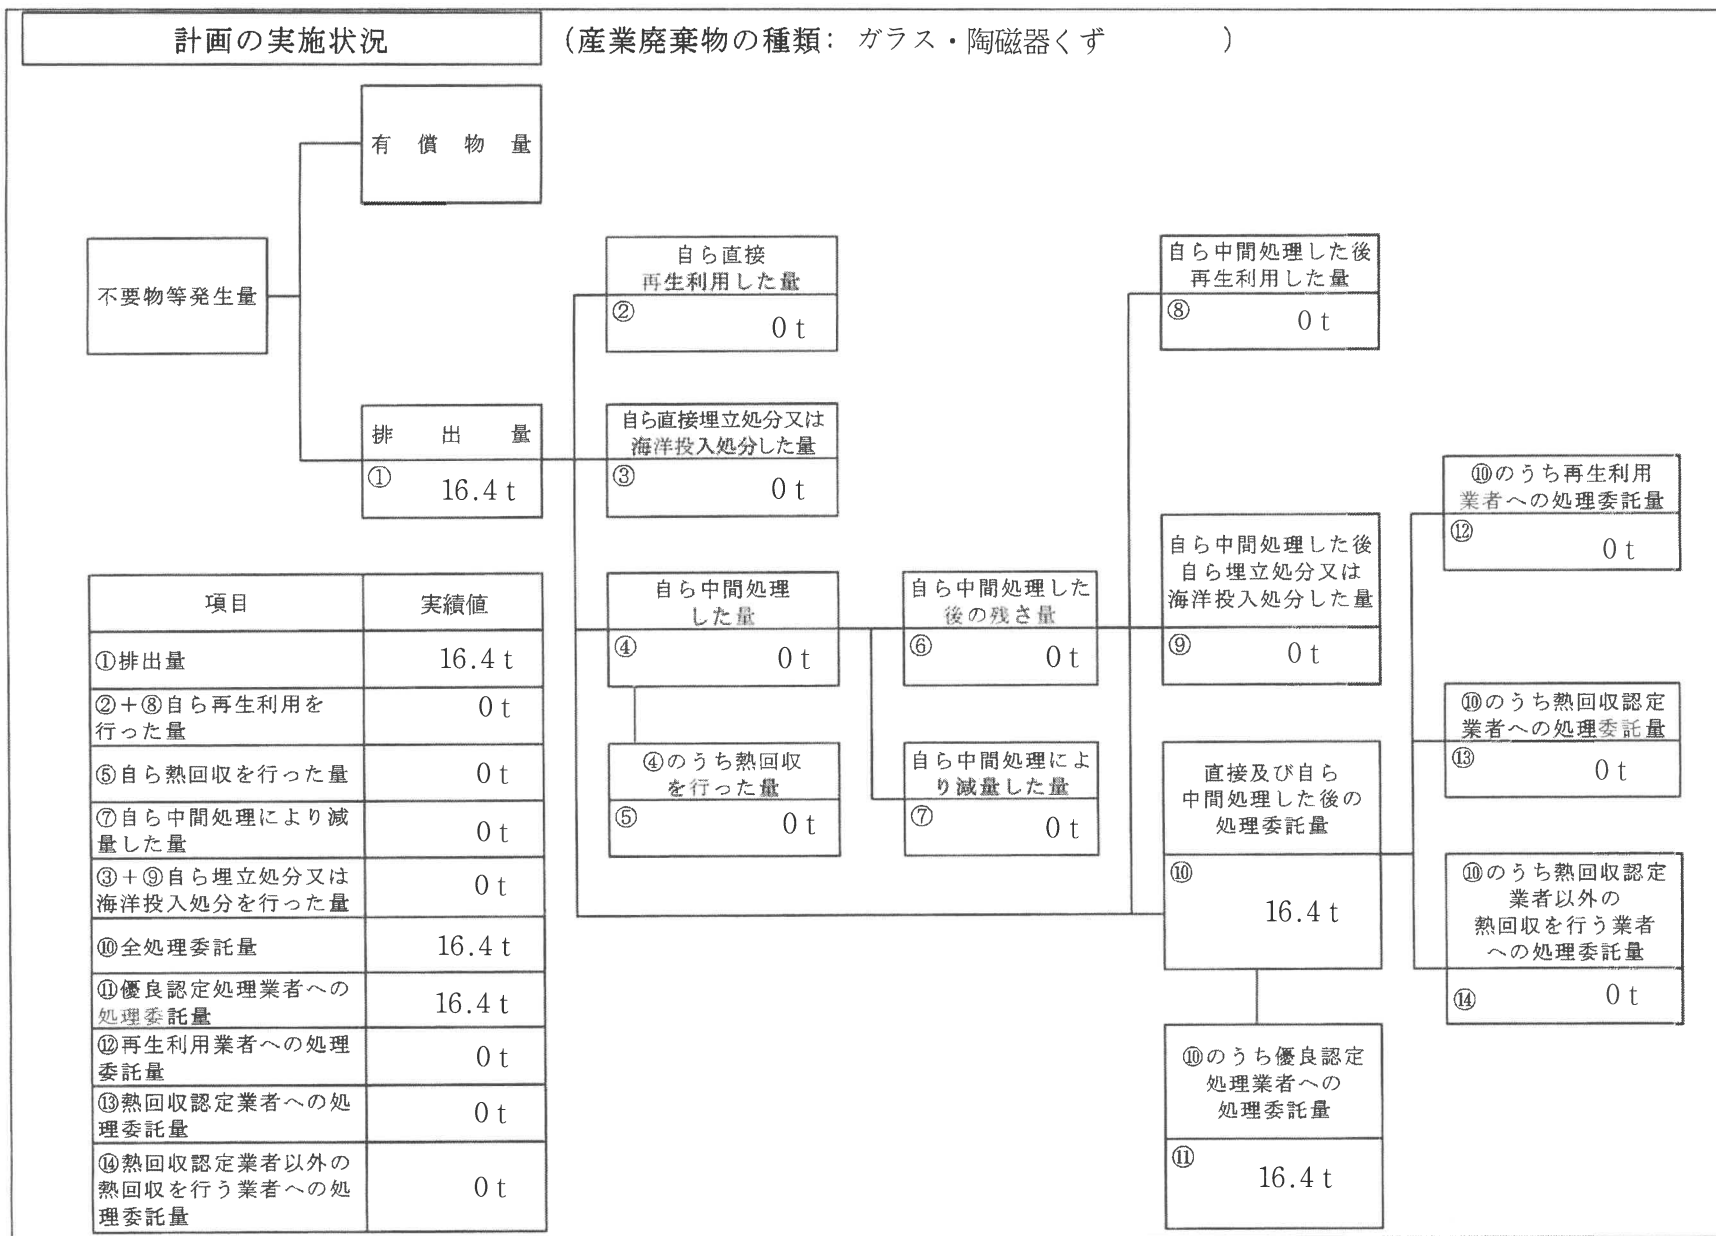 計画の実施状況
(産業廃棄物の種類: ガラス・陶磁器くず )
有償物量
不要物等発生量
排出量
① 16.4 t
自ら直接
再生利用した量
② 0 t
自ら直接埋立処分又は
海洋投入処分した量
③ 0 t
自ら中間処理
した量
④ 0 t
④のうち熱回収
を行った量
⑤ 0 t
自ら中間処理した
後の残さ量
⑥ 0 t
自ら中間処理によ
り減量した量
⑦ 0 t
自ら中間処理した後
再生利用した量
⑧ 0 t
自ら中間処理した後
自ら埋立処分又は
海洋投入処分した量
⑨ 0 t
直接及び自ら
中間処理した後の
処理委託量
⑩
16.4 t
⑩のうち優良認定
処理業者への
処理委託量
⑪
16.4 t
⑩のうち再生利用
業者への処理委託量
⑫ 0 t
⑩のうち熱回収認定
業者への処理委託量
⑬ 0 t
⑩のうち熱回収認定
業者以外の
熱回収を行う業者
への処理委託量
⑭ 0 t
項目 実績値
①排出量 16.4 t
②+⑧自ら再生利用を
行った量 0 t
⑤自ら熱回収を行った量 0 t
⑦自ら中間処理により減
量した量 0 t
③+⑨自ら埋立処分又は
海洋投入処分を行った量 0 t
⑩全処理委託量 16.4 t
⑪優良認定処理業者への
処理委託量 16.4 t
⑫再生利用業者への処理
委託量 0 t
⑬熱回収認定業者への処
理委託量 0 t
⑭熱回収認定業者以外の
熱回収を行う業者への処
理委託量 0 t